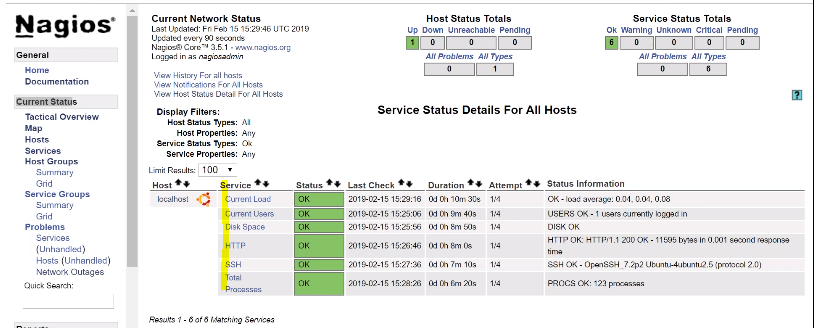 Nagios®
General
Home
Documentation
Current Status
Tactical Overview
Map
Hosts
Services
Host Groups
Summary
Grid
Service Groups
Summary
Grid
Problems
Services
(Unhandled)
Hosts (Unhandled)
Network Outages
Quick Search:
Current Network Status
Last Updated: Fri Feb 15 15:29:46 UTC 2019
Updated every 90 seconds
Nagios® Core™ 3.5.1 - www.nagios.org
Logged in as nagiosadmin
View History For all hosts
View Notifications For All Hosts
View Host Status Detail For All Hosts
Host Status Totals
Up Down Unreachable Pending
1 0 0 0
All Problems All Types
0 1
Service Status Totals
Ok Warning Unknown Critical Pending
6 0 0 0 0
All Problems All Types
0 6
?
Display Filters:
Host Status Types: All
Host Properties: Any
Service Status Types: Ok
Service Properties: Any
Service Status Details For All Hosts
Limit Results: 100
Host Service Status Last Check Duration Attempt Status Information
localhost Current Load OK 2019-02-15 15:29:16 0d 0h 10m 30s 1/4 OK - load average: 0.04, 0.04, 0.08
Current Users OK 2019-02-15 15:25:06 0d 0h 9m 40s 1/4 USERS OK - 1 users currently logged in
Disk Space OK 2019-02-15 15:25:56 0d 0h 8m 50s 1/4 DISK OK
HTTP OK 2019-02-15 15:26:46 0d 0h 8m 0s 1/4 HTTP OK: HTTP/1.1 200 OK - 11595 bytes in 0.001 second response
time
SSH OK 2019-02-15 15:27:36 0d 0h 7m 10s 1/4 SSH OK - OpenSSH_7.2p2 Ubuntu-4ubuntu2.5 (protocol 2.0)
Total
Processes OK 2019-02-15 15:28:26 0d 0h 6m 20s 1/4 PROCS OK: 123 processes
Results 1 - 6 of 6 Matching Services